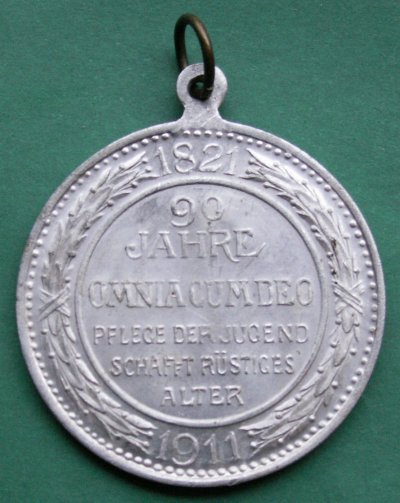 1821
90
JAHRE
OMNIA CUM DEO
PFLEGE DER JUGEND
SCHAFFT RÜSTIGES
ALTER
1911